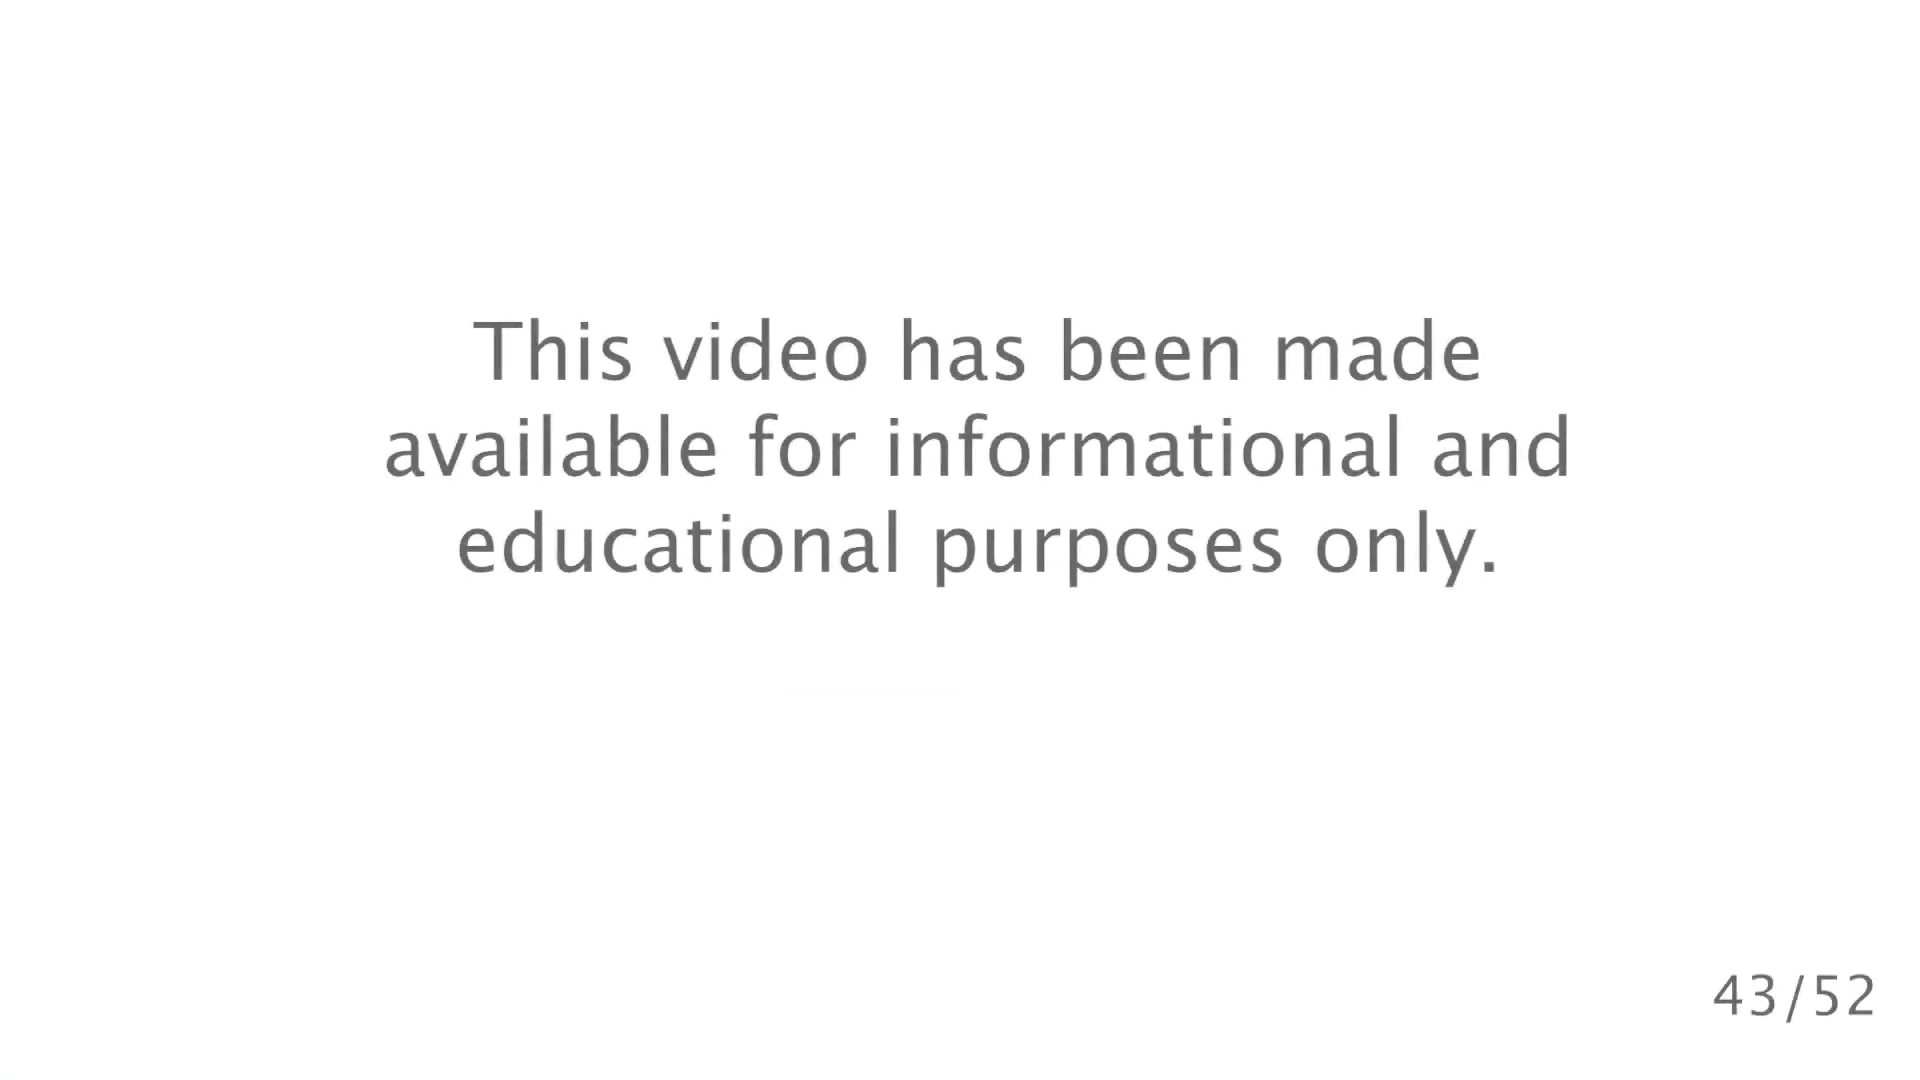 This video has been made
available for informational and
educational purposes only.
43/52